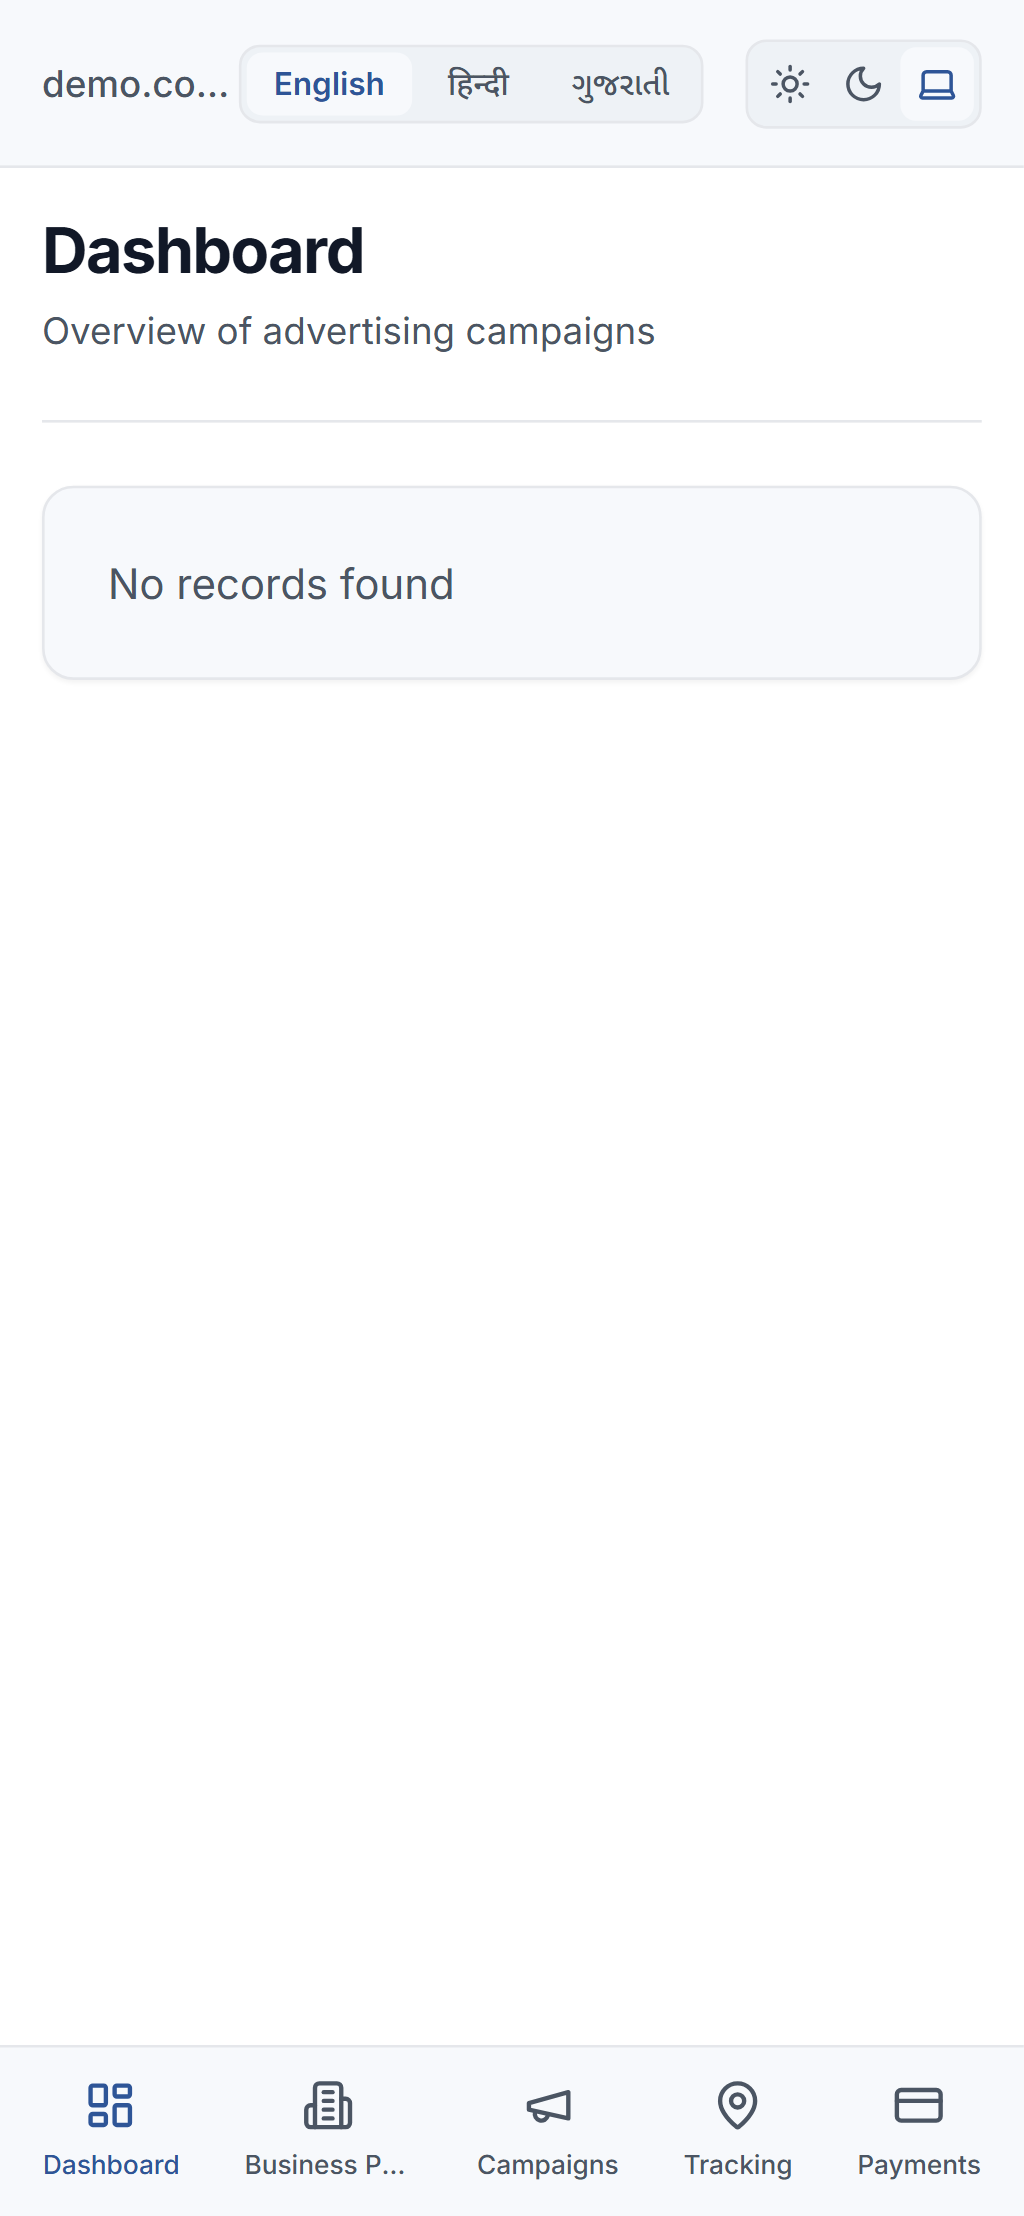 demo.co...
English
हिन्दी
ગુજરાતી
Dashboard
Overview of advertising campaigns
No records found
Dashboard
Business P...
Campaigns
Tracking
Payments